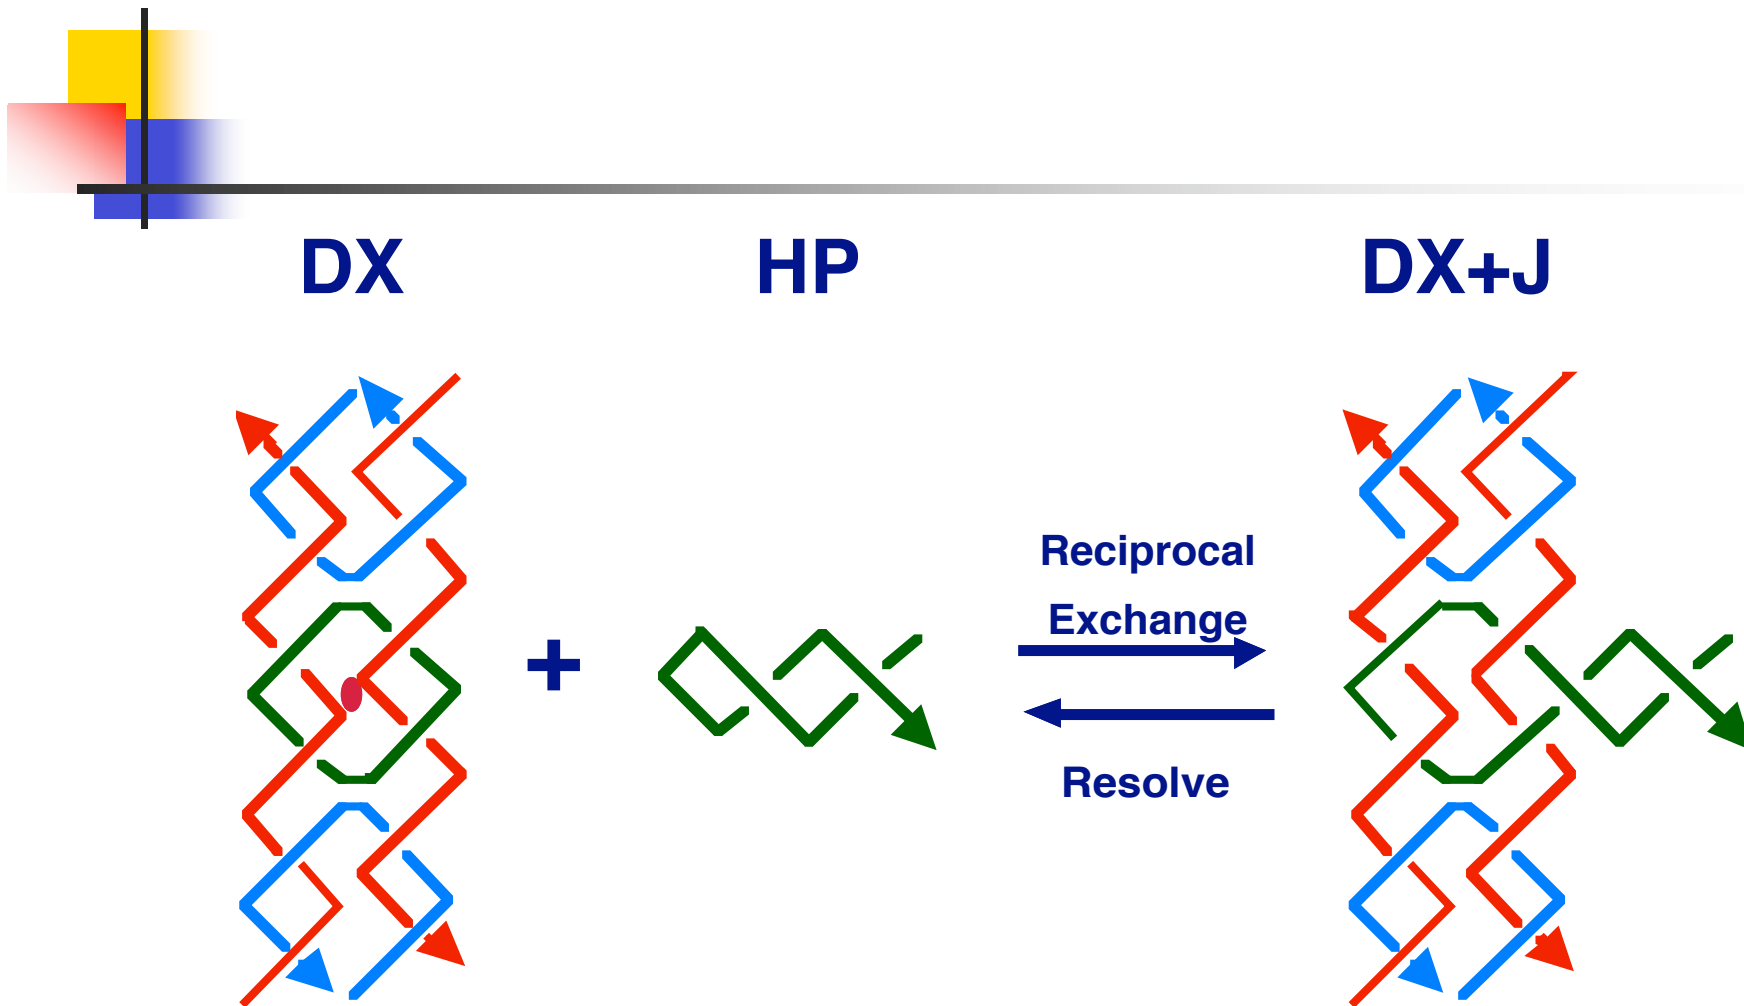 DX HP DX+J
Reciprocal
Exchange
+
Resolve